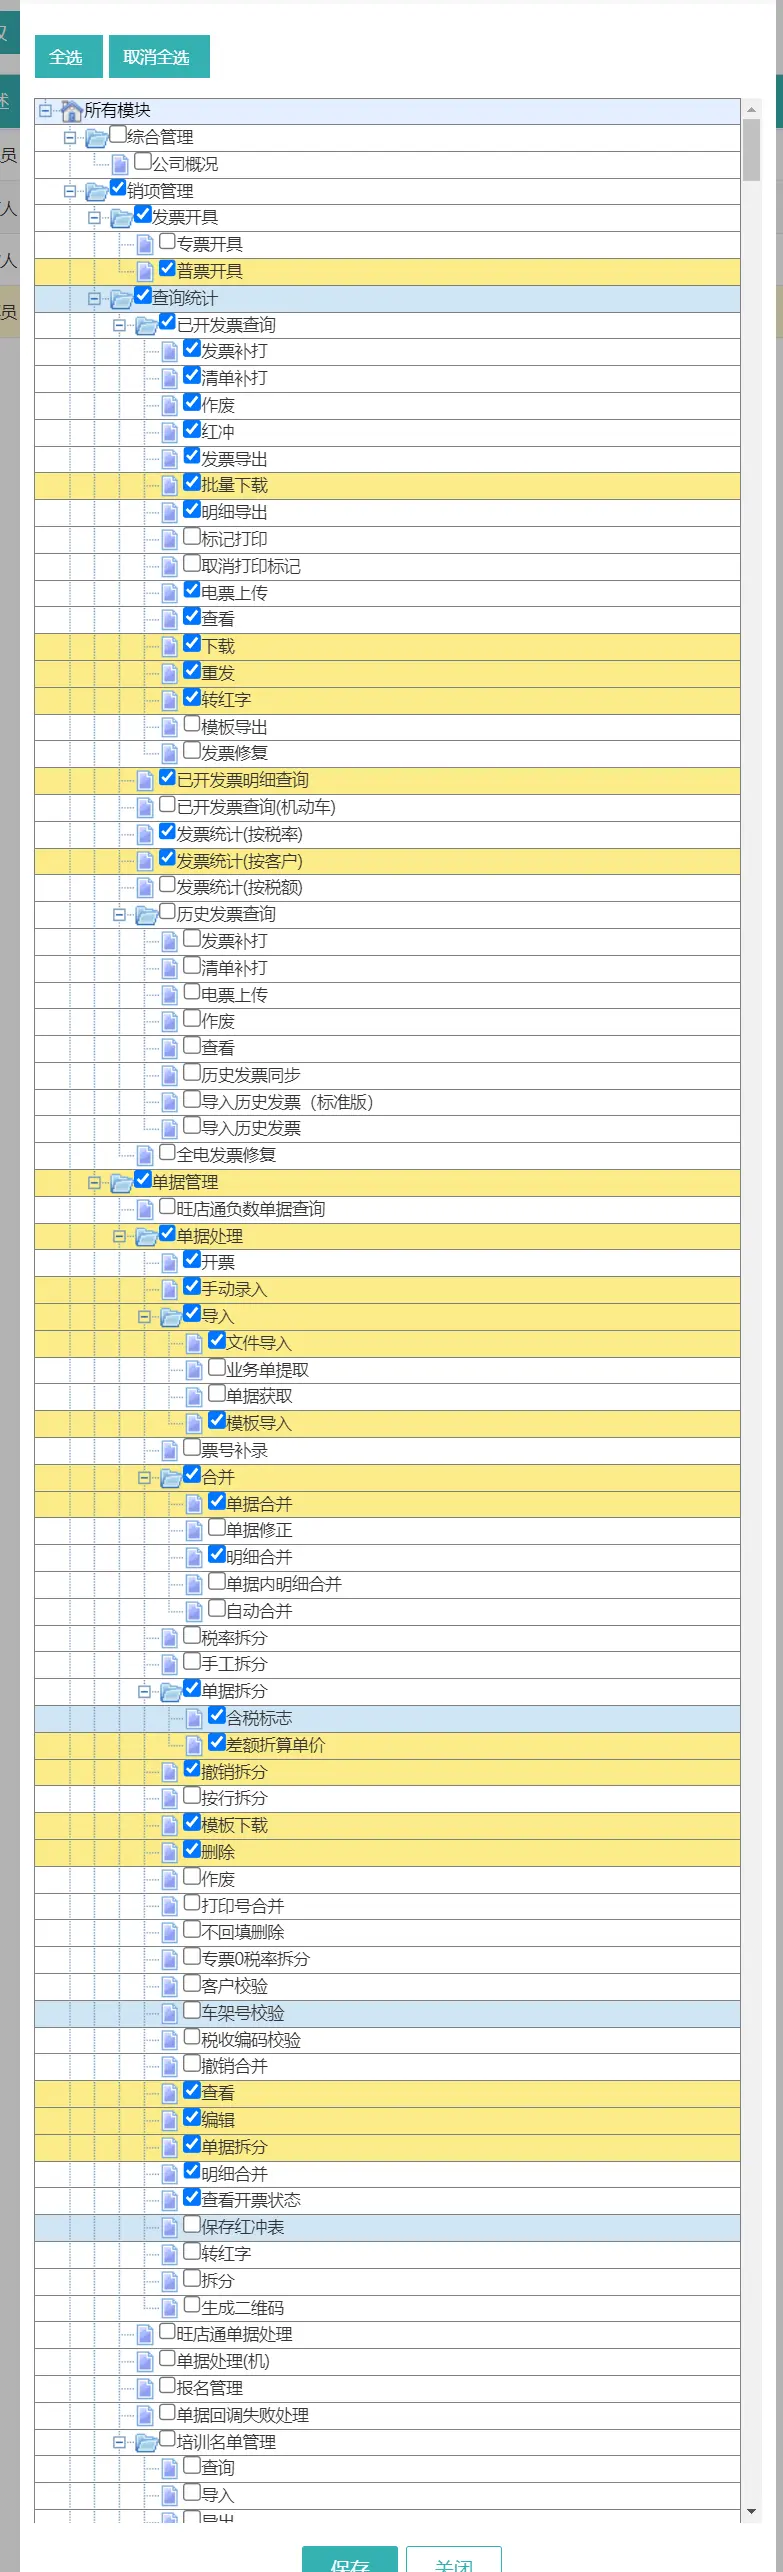 全选 取消全选
所有模块
综合管理
公司概况
销项管理
发票开具
专票开具
普票开具
查询统计
已开发票查询
发票补打
清单补打
作废
红冲
发票导出
批量下载
明细导出
标记打印
取消打印标记
电票上传
查看
下载
重发
转红字
模板导出
发票修复
已开发票明细查询
已开发票查询(机动车)
发票统计(按税率)
发票统计(按客户)
发票统计(按税额)
历史发票查询
发票补打
清单补打
电票上传
作废
查看
历史发票同步
导入历史发票（标准版）
导入历史发票
全电发票修复
单据管理
旺店通负数单据查询
单据处理
开票
手动录入
导入
文件导入
业务单提取
单据获取
模板导入
票号补录
合并
单据合并
单据修正
明细合并
单据内明细合并
自动合并
税率拆分
手工拆分
单据拆分
含税标志
差额折算单价
撤销拆分
按行拆分
模板下载
删除
作废
打印号合并
不回填删除
专票0税率拆分
客户校验
车架号校验
税收编码校验
撤销合并
查看
编辑
单据拆分
明细合并
查看开票状态
保存红冲表
转红字
拆分
生成二维码
旺店通单据处理
单据处理(机)
报名管理
单据回调失败处理
培训名单管理
查询
导入
导出
保存 关闭